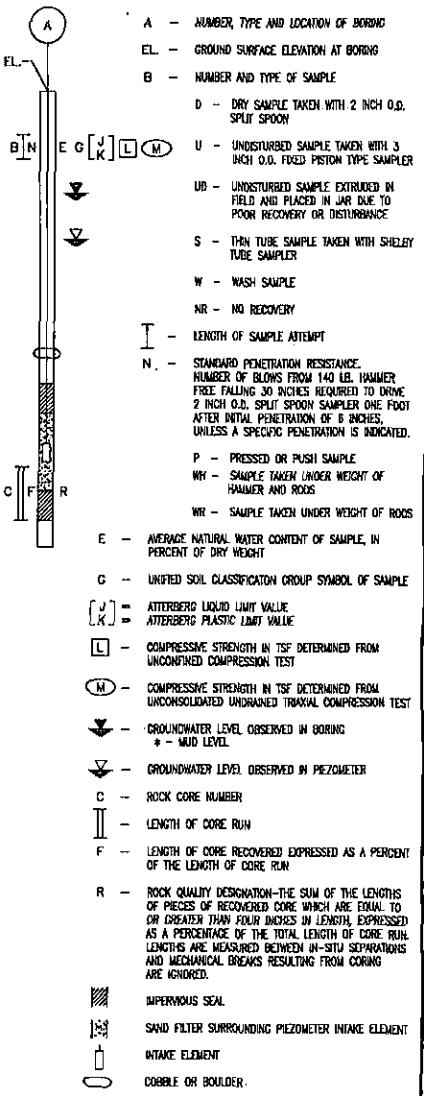 A
EL.
B N E G [J K] L M
C F R
A – NUMBER, TYPE AND LOCATION OF BORING
EL. – GROUND SURFACE ELEVATION AT BORING
B – NUMBER AND TYPE OF SAMPLE
D – DRY SAMPLE TAKEN WITH 2 INCH O.D.
SPLIT SPOON
U – UNDISTURBED SAMPLE TAKEN WITH 3
INCH O.D. FIXED PISTON TYPE SAMPLER
UD – UNDISTURBED SAMPLE EXTRUDED IN
FIELD AND PLACED IN JAR DUE TO
POOR RECOVERY OR DISTURBANCE
S – THIN TUBE SAMPLE TAKEN WITH SHELBY
TUBE SAMPLER
W – WASH SAMPLE
NR – NO RECOVERY
– LENGTH OF SAMPLE ATTEMPT
N. – STANDARD PENETRATION RESISTANCE.
NUMBER OF BLOWS FROM 140 LB. HAMMER
FREE FALLING 30 INCHES REQUIRED TO DRIVE
2 INCH O.D. SPLIT SPOON SAMPLER ONE FOOT
AFTER INITIAL PENETRATION OF 6 INCHES,
UNLESS A SPECIFIC PENETRATION IS INDICATED.
P – PRESSED OR PUSH SAMPLE
WH – SAMPLE TAKEN UNDER WEIGHT OF
HAMMER AND RODS
WR – SAMPLE TAKEN UNDER WEIGHT OF RODS
E – AVERAGE NATURAL WATER CONTENT OF SAMPLE, IN
PERCENT OF DRY WEIGHT
G – UNIFIED SOIL CLASSIFICATON GROUP SYMBOL OF SAMPLE
J = ATTERBERG LIQUID LIMIT VALUE
K = ATTERBERG PLASTIC LIMIT VALUE
L – COMPRESSIVE STRENGTH IN TSF DETERMINED FROM
UNCONFINED COMPRESSION TEST
M – COMPRESSIVE STRENGTH IN TSF DETERMINED FROM
UNCONSOLIDATED UNDRAINED TRIAXIAL COMPRESSION TEST
– GROUNDWATER LEVEL OBSERVED IN BORING
* – MUD LEVEL
– GROUNDWATER LEVEL OBSERVED IN PIEZOMETER
C – ROCK CORE NUMBER
– LENGTH OF CORE RUN
F – LENGTH OF CORE RECOVERED EXPRESSED AS A PERCENT
OF THE LENGTH OF CORE RUN
R – ROCK QUALITY DESIGNATION–THE SUM OF THE LENGTHS
OF PIECES OF RECOVERED CORE WHICH ARE EQUAL TO
OR GREATER THAN FOUR INCHES IN LENGTH, EXPRESSED
AS A PERCENTAGE OF THE TOTAL LENGTH OF CORE RUN.
LENGTHS ARE MEASURED BETWEEN IN-SITU SEPARATIONS
AND MECHANICAL BREAKS RESULTING FROM CORING
ARE IGNORED.
IMPERVIOUS SEAL
SAND FILTER SURROUNDING PIEZOMETER INTAKE ELEMENT
INTAKE ELEMENT
COBBLE OR BOULDER